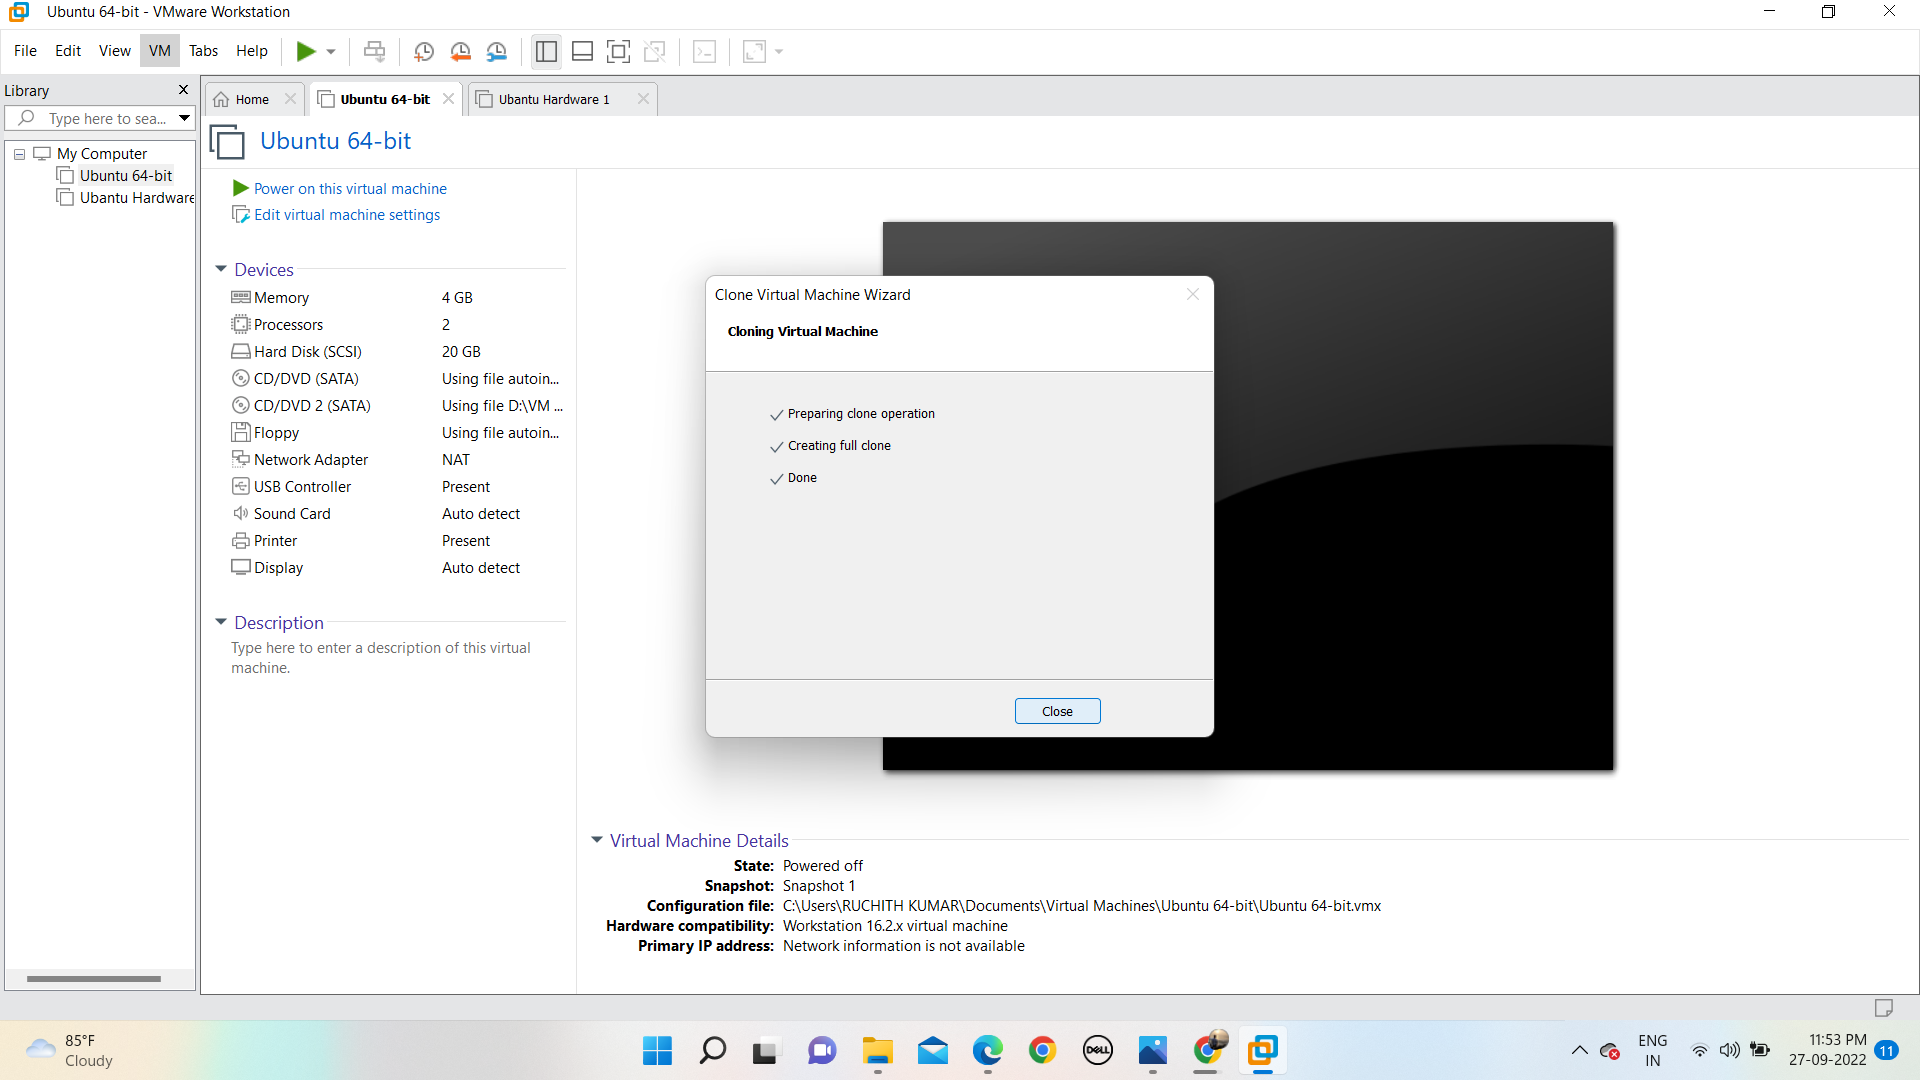 Ubuntu 64-bit - VMware Workstation
File Edit View VM Tabs Help
Library
Type here to sea...
My Computer
Ubuntu 64-bit
Ubantu Hardware
Home
Ubuntu 64-bit
Ubantu Hardware 1
Ubuntu 64-bit
Power on this virtual machine
Edit virtual machine settings
Devices
Memory 4 GB
Processors 2
Hard Disk (SCSI) 20 GB
CD/DVD (SATA) Using file autoin...
CD/DVD 2 (SATA) Using file D:\VM ...
Floppy Using file autoin...
Network Adapter NAT
USB Controller Present
Sound Card Auto detect
Printer Present
Display Auto detect
Description
Type here to enter a description of this virtual
machine.
Clone Virtual Machine Wizard
Cloning Virtual Machine
Preparing clone operation
Creating full clone
Done
Close
Virtual Machine Details
State: Powered off
Snapshot: Snapshot 1
Configuration file: C:\Users\RUCHITH KUMAR\Documents\Virtual Machines\Ubuntu 64-bit\Ubuntu 64-bit.vmx
Hardware compatibility: Workstation 16.2.x virtual machine
Primary IP address: Network information is not available
85°F
Cloudy
DELL
ENG
IN
11:53 PM
27-09-2022
11